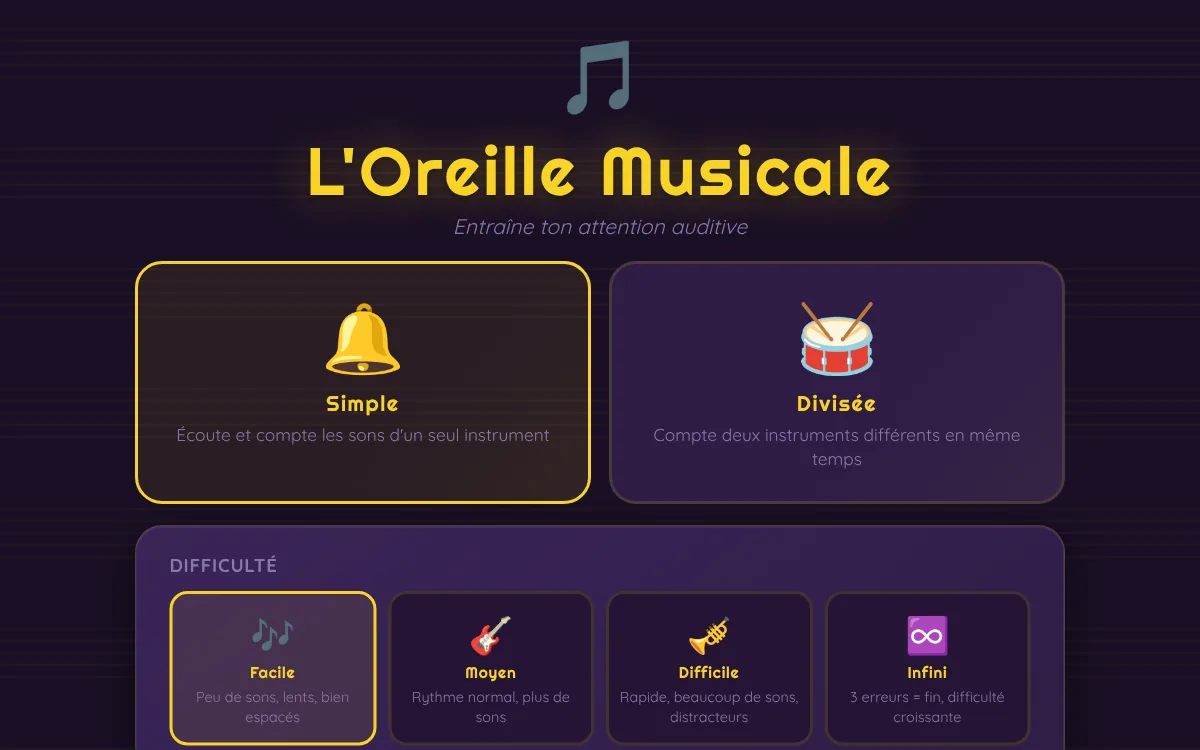 L'Oreille Musicale
Entraîne ton attention auditive
Simple
Écoute et compte les sons d'un seul instrument
Divisée
Compte deux instruments différents en même
temps
DIFFICULTÉ
Facile
Peu de sons, lents, bien
espacés
Moyen
Rythme normal, plus de
sons
Difficile
Rapide, beaucoup de sons,
distracteurs
Infini
3 erreurs = fin, difficulté
croissante